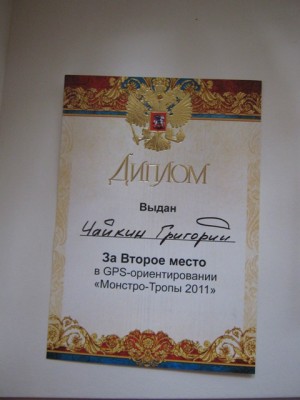 ДИПЛОМ
Выдан
Чайкин Григорий
За Второе место
в GPS-ориентировании
«Монстро-Тропы 2011»